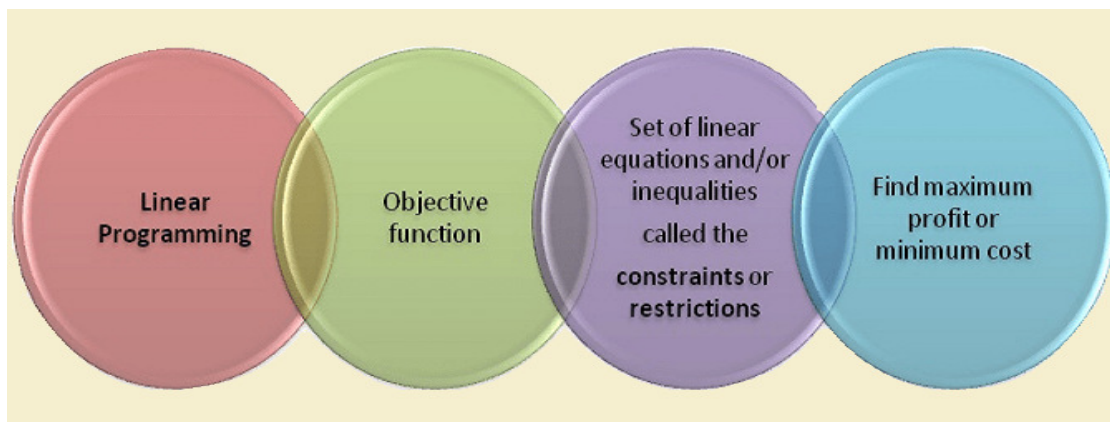 Linear
Programming
Objective
function
Set of linear
equations and/or
inequalities
called the
constraints or
restrictions
Find maximum
profit or
minimum cost